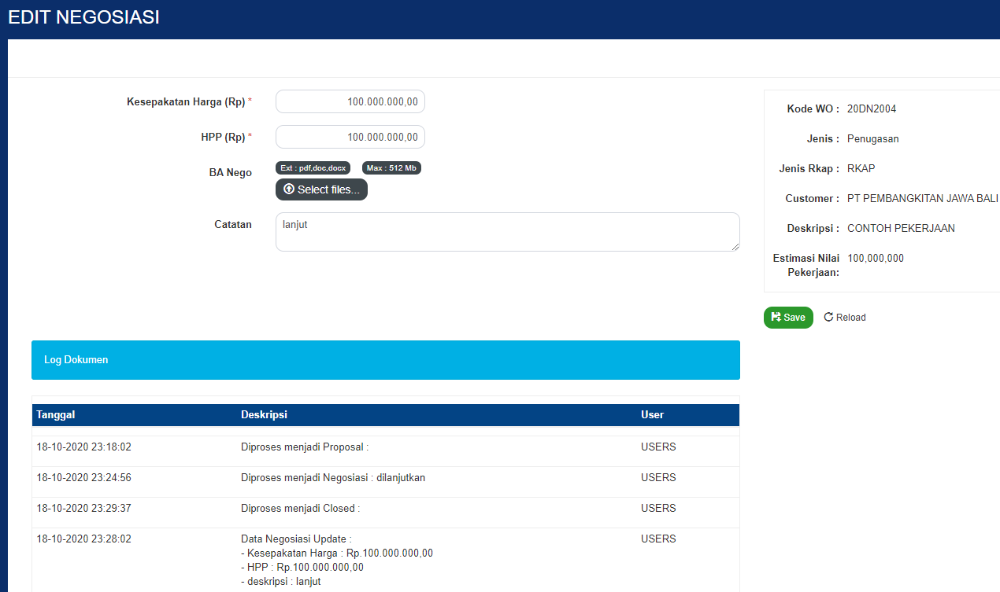 EDIT NEGOSIASI
Kesepakatan Harga (Rp) * 100.000.000,00
HPP (Rp) * 100.000.000,00
BA Nego Ext : pdf,doc,docx Max : 512 Mb
Select files...
Catatan lanjut
Kode WO : 20DN2004
Jenis : Penugasan
Jenis Rkap : RKAP
Customer : PT PEMBANGKITAN JAWA BALI
Deskripsi : CONTOH PEKERJAAN
Estimasi Nilai 100,000,000
Pekerjaan:
Save Reload
Log Dokumen
Tanggal Deskripsi User
18-10-2020 23:18:02 Diproses menjadi Proposal : USERS
18-10-2020 23:24:56 Diproses menjadi Negosiasi : dilanjutkan USERS
18-10-2020 23:29:37 Diproses menjadi Closed : USERS
18-10-2020 23:28:02 Data Negosiasi Update : USERS
- Kesepakatan Harga : Rp.100.000.000,00
- HPP : Rp.100.000.000,00
- deskripsi : lanjut